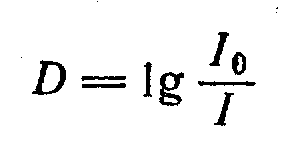 D = lg I₀/I